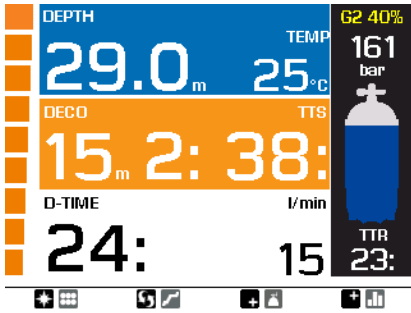 DEPTH
TEMP
29.0m 25°C
DECO TTS
15m 2: 38:
D-TIME l/min
24: 15
G2 40%
161
bar
TTR
23: